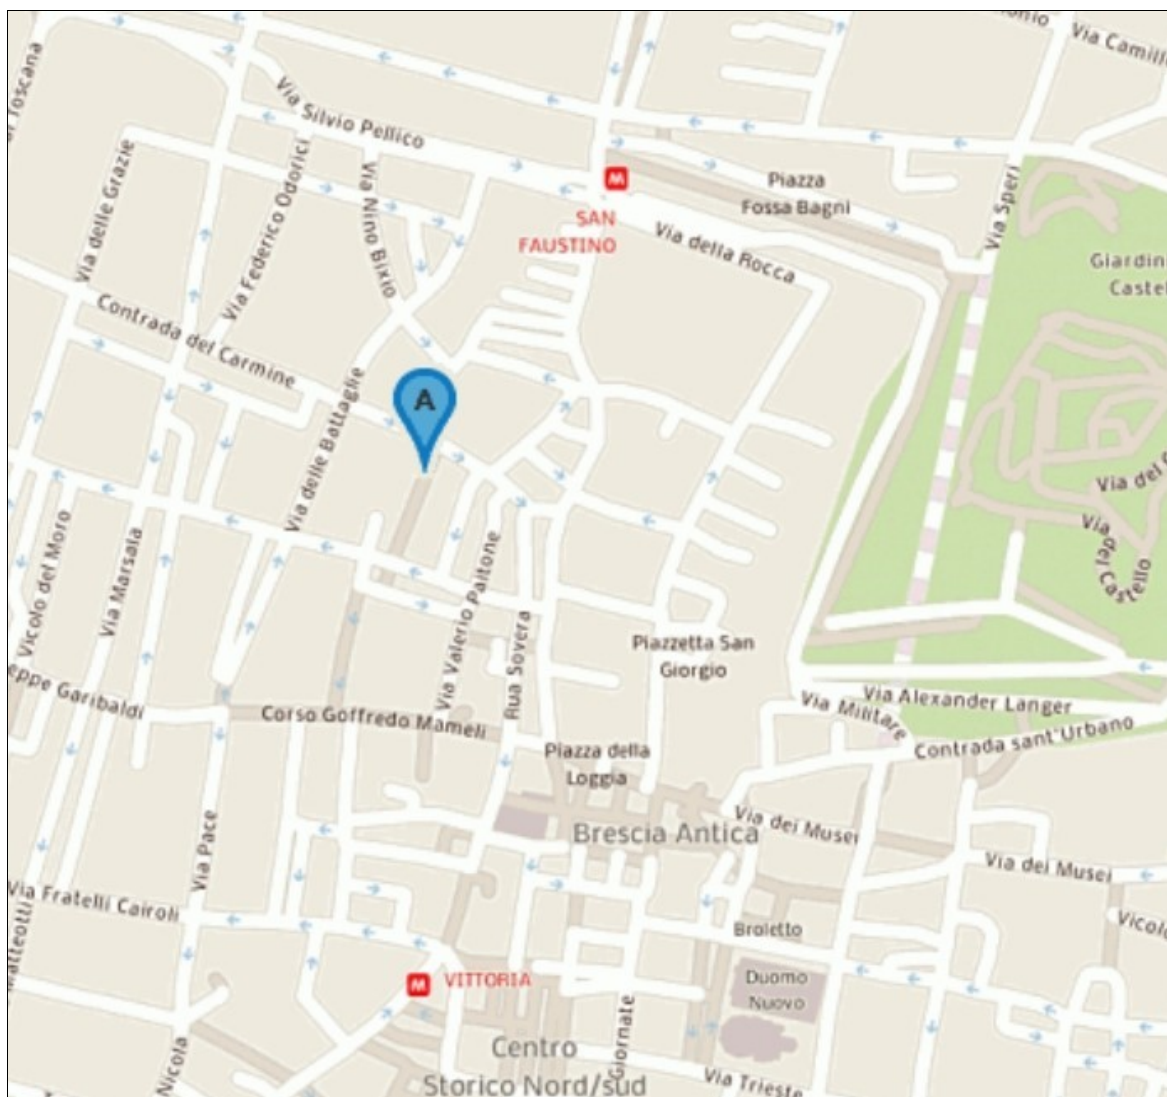 Via Camill
Via Silvio Pellico
M
Piazza
Fossa Bagni
SAN
FAUSTINO
Via Speri
Via della Rocca
Via delle Grazie
Via Federico Odorici
Via Nino Bixio
Giardin
Castel
Contrada del Carmine
A
Via delle Battaglie
Via del
Via del Castello
Vicolo del Moro
Via Marsala
Via Valerio Paitone
Rua Sovera
Piazzetta San
Giorgio
eppe Garibaldi
Corso Goffredo Mameli
Via Alexander Langer
Via Militare
Contrada sant'Urbano
Piazza della
Loggia
Brescia Antica
Via dei Musei
Via dei Musei
Via Pace
Via Fratelli Cairoli
Matteotti
Vicolo
Broletto
M
VITTORIA
Duomo
Nuovo
Giornate
Centro
Storico Nord/sud
Nicola
Via Trieste